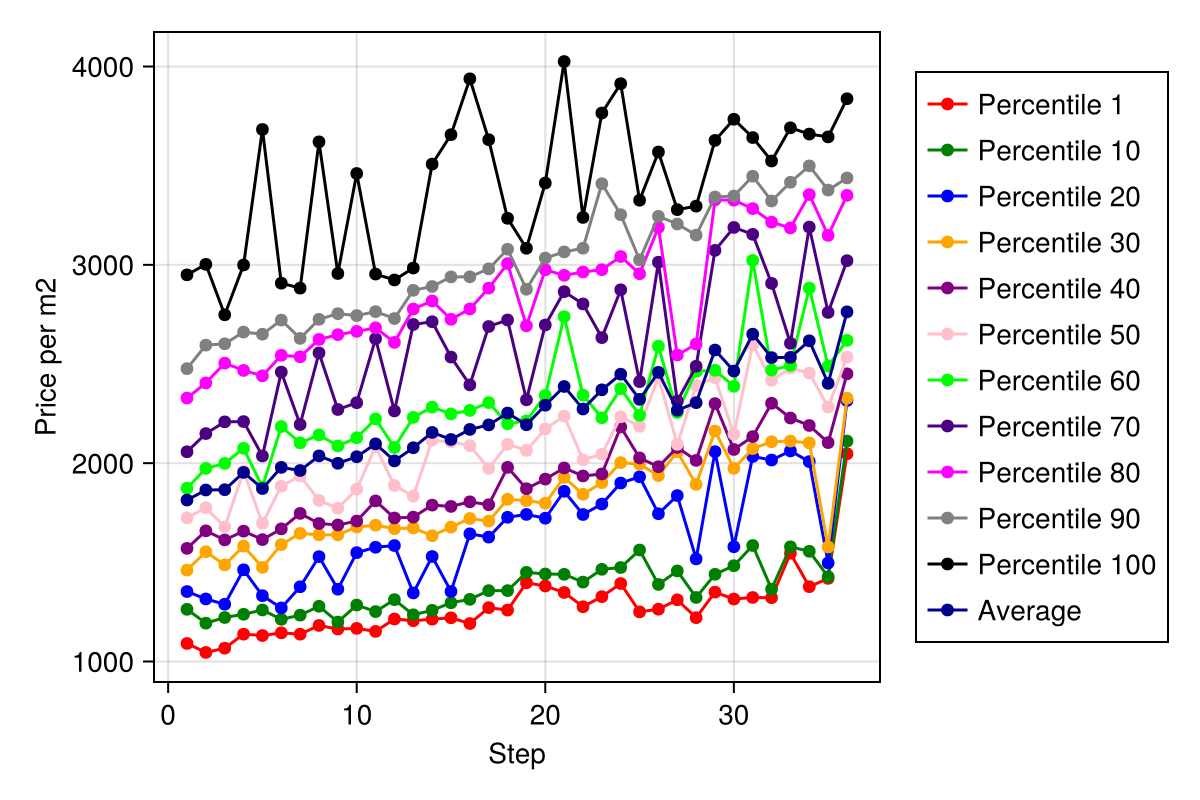 4000
3000
2000
1000
Price per m2
0 10 20 30
Step
Percentile 1
Percentile 10
Percentile 20
Percentile 30
Percentile 40
Percentile 50
Percentile 60
Percentile 70
Percentile 80
Percentile 90
Percentile 100
Average